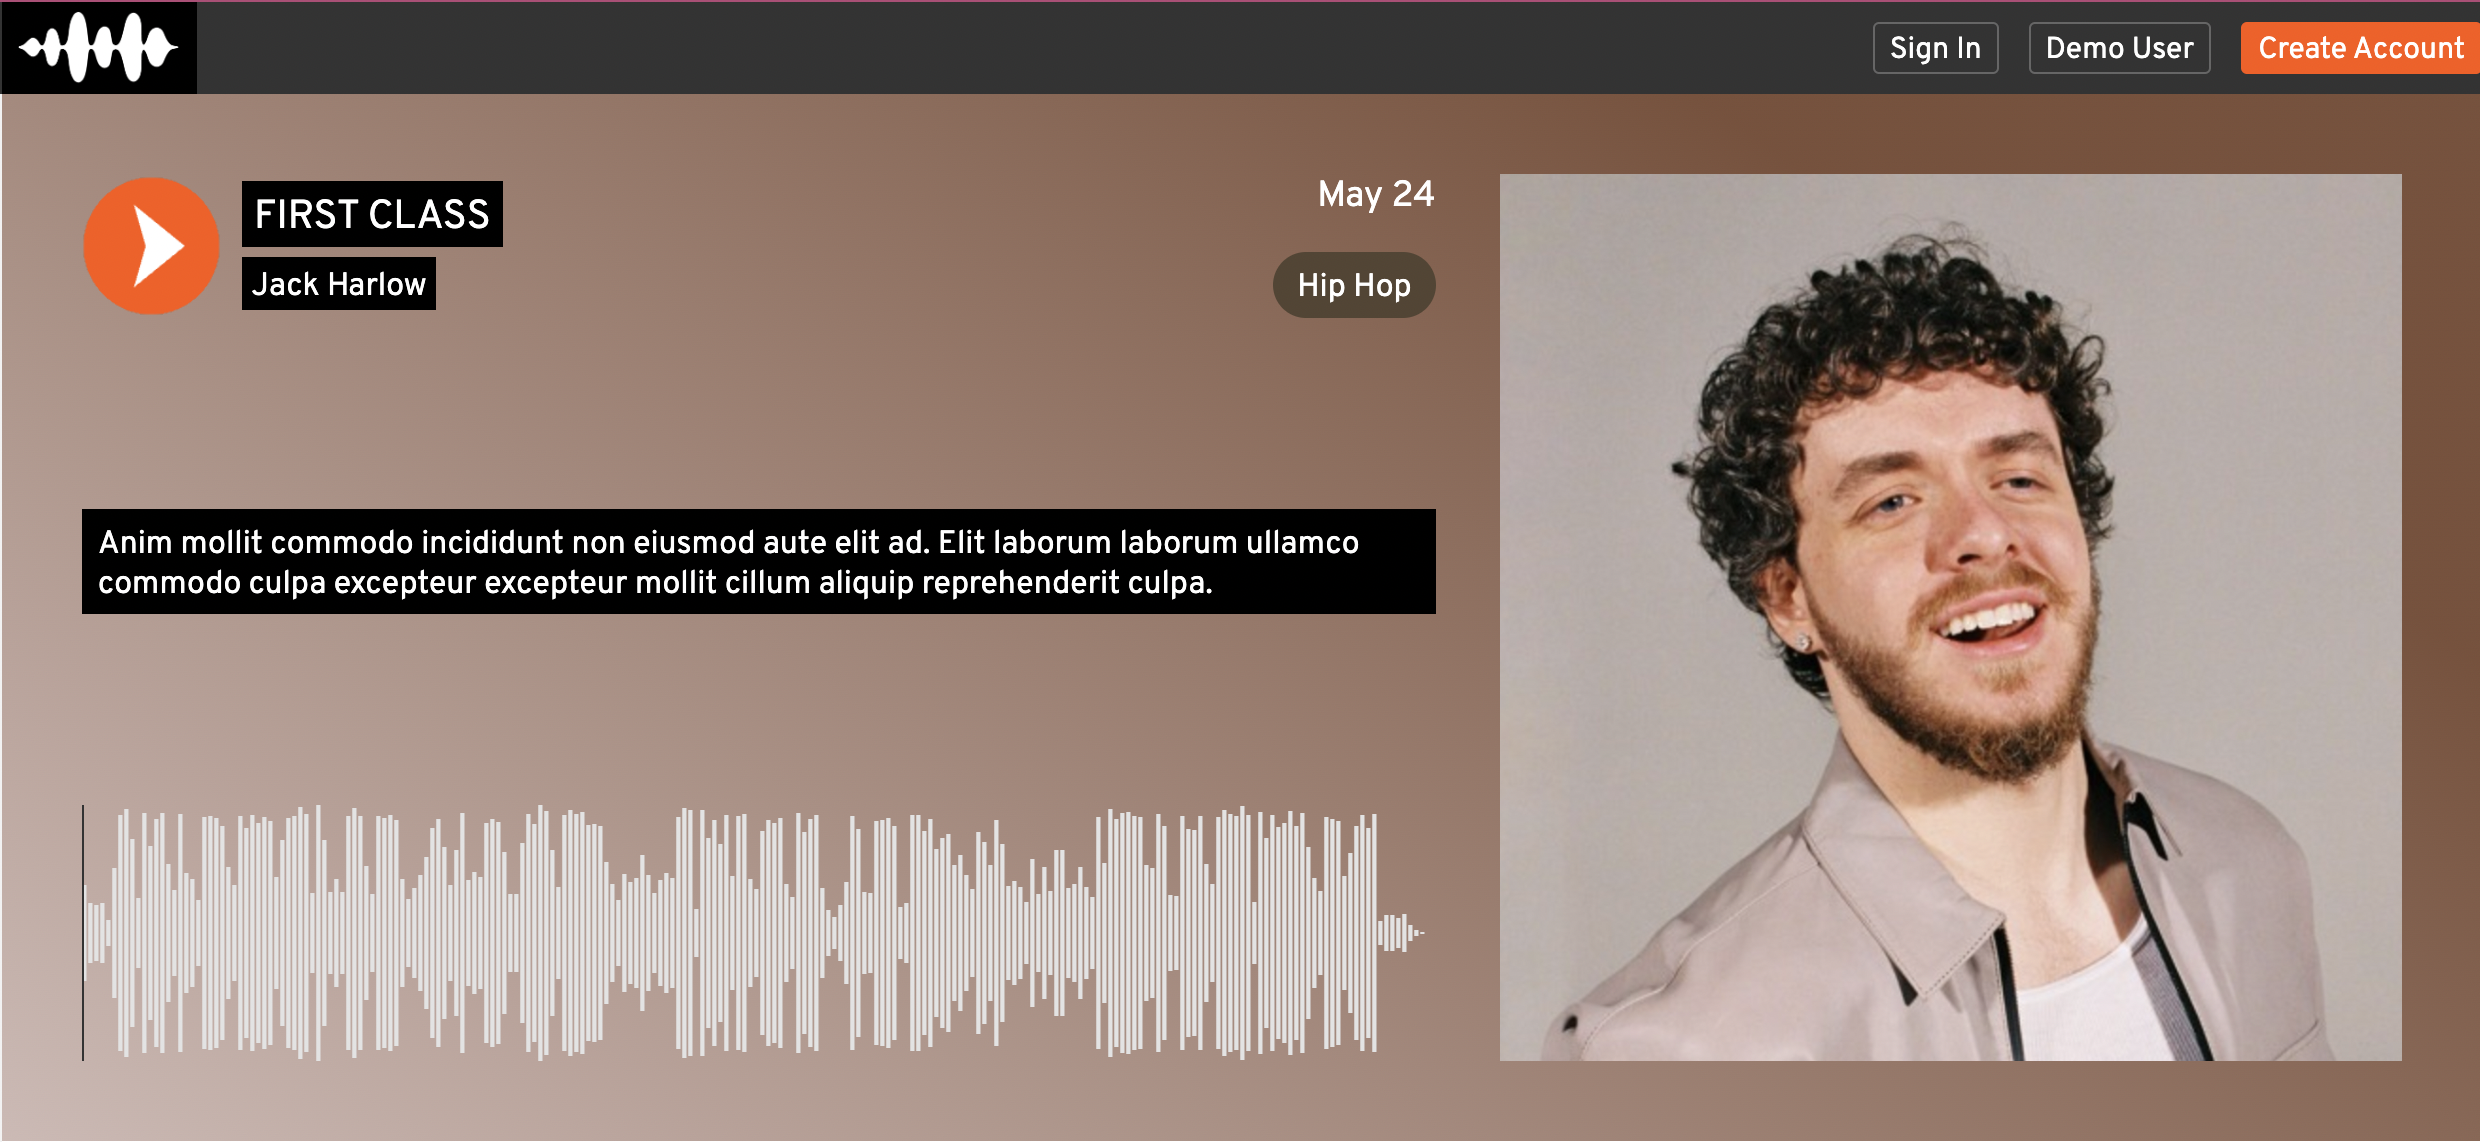 Sign In
Demo User
Create Account
FIRST CLASS
Jack Harlow
May 24
Hip Hop
Anim mollit commodo incididunt non eiusmod aute elit ad. Elit laborum laborum ullamco
commodo culpa excepteur excepteur mollit cillum aliquip reprehenderit culpa.